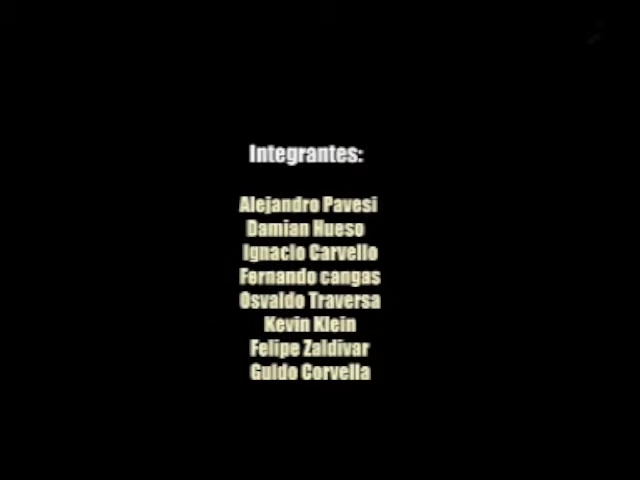 Integrantes:
Alejandro Pavesi
Damian Hueso
Ignacio Carvello
Fernando cangas
Osvaldo Traversa
Kevin Klein
Felipe Zaldivar
Guido Corvella